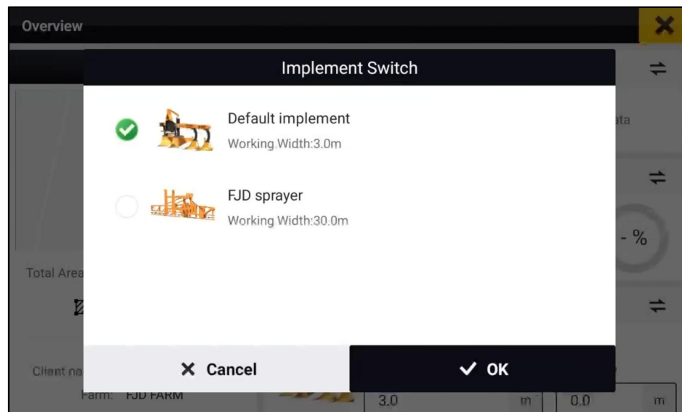 Overview
Implement Switch
Default implement
Working Width:3.0m
ata
FJD sprayer
Working Width:30.0m
- %
Total Area
Client na
Cancel
OK
Farm: FJD FARM
3.0 m
0.0 m